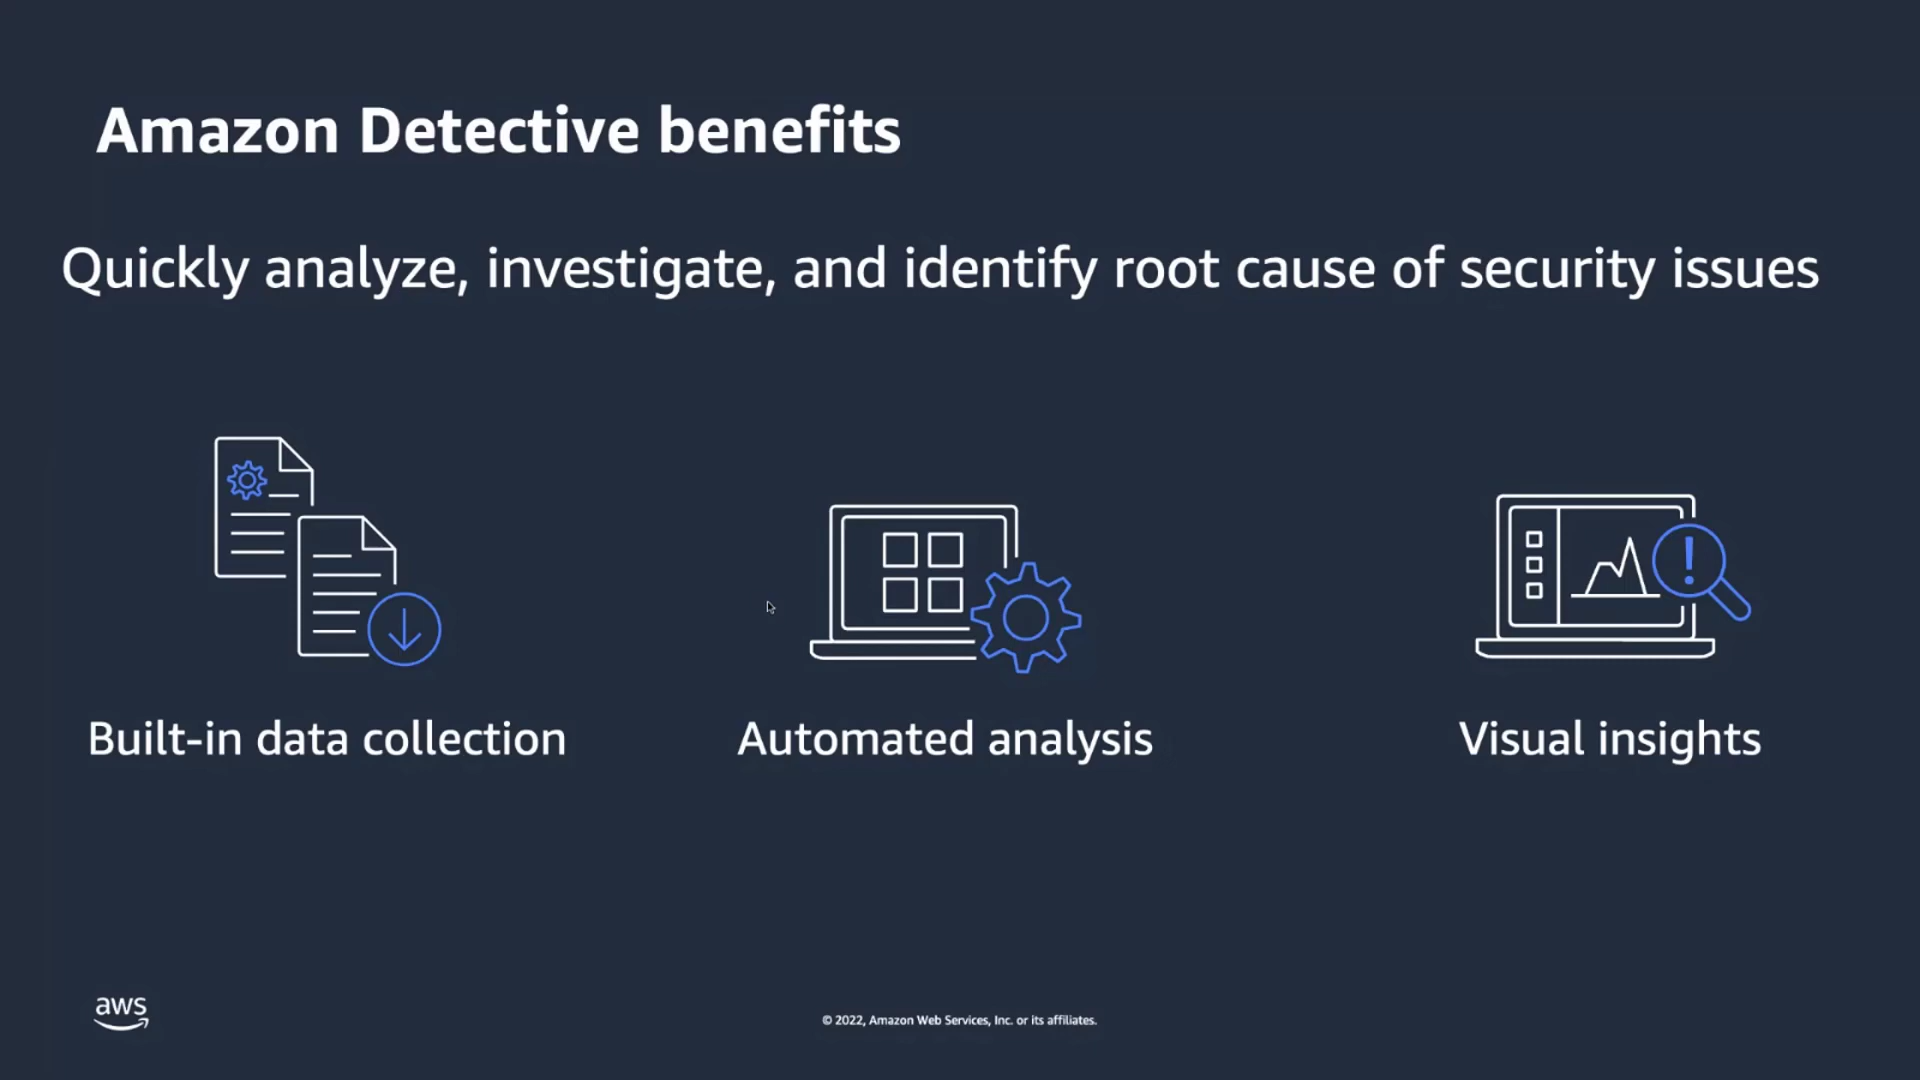 Amazon Detective benefits
Quickly analyze, investigate, and identify root cause of security issues
Built-in data collection
Automated analysis
Visual insights
aws
© 2022, Amazon Web Services, Inc. or its affiliates.